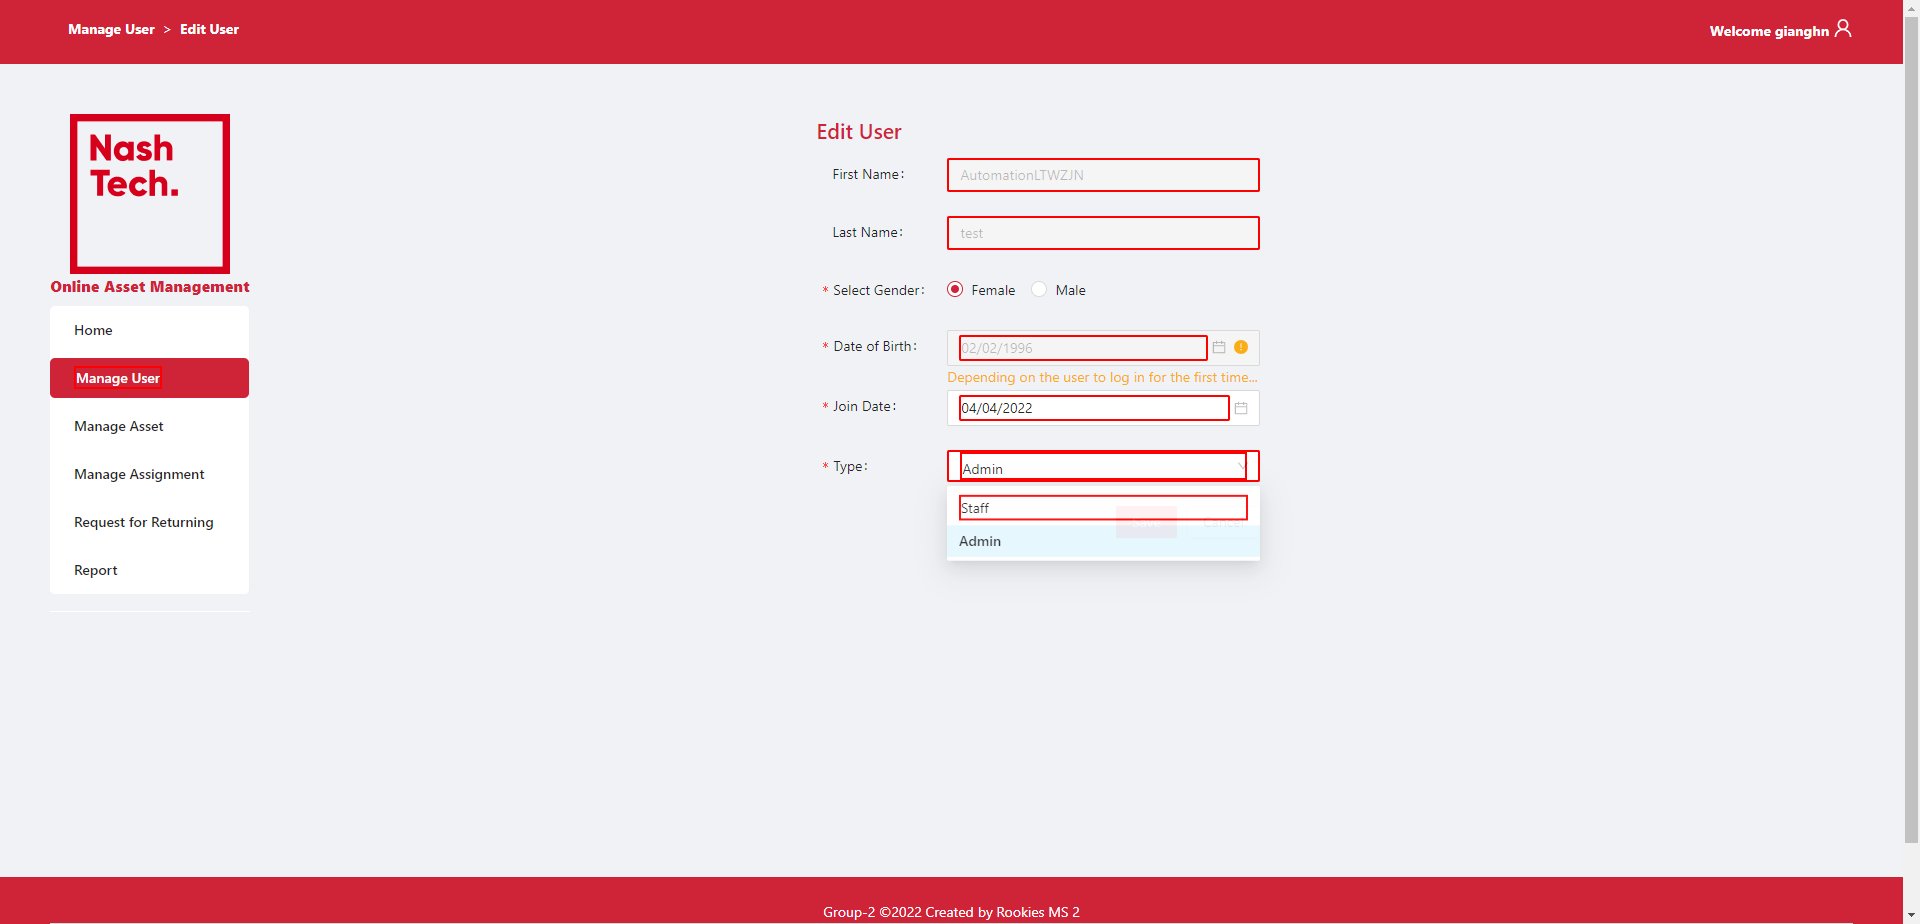 Manage User > Edit User
Welcome gianghn
Nash
Tech.
Online Asset Management
Home
Manage User
Manage Asset
Manage Assignment
Request for Returning
Report
Edit User
First Name:
AutomationLTWZJN
Last Name:
test
* Select Gender:
Female
Male
* Date of Birth:
02/02/1996
Depending on the user to log in for the first time...
* Join Date:
04/04/2022
* Type:
Admin
Staff
Admin
Group-2 ©2022 Created by Rookies MS 2